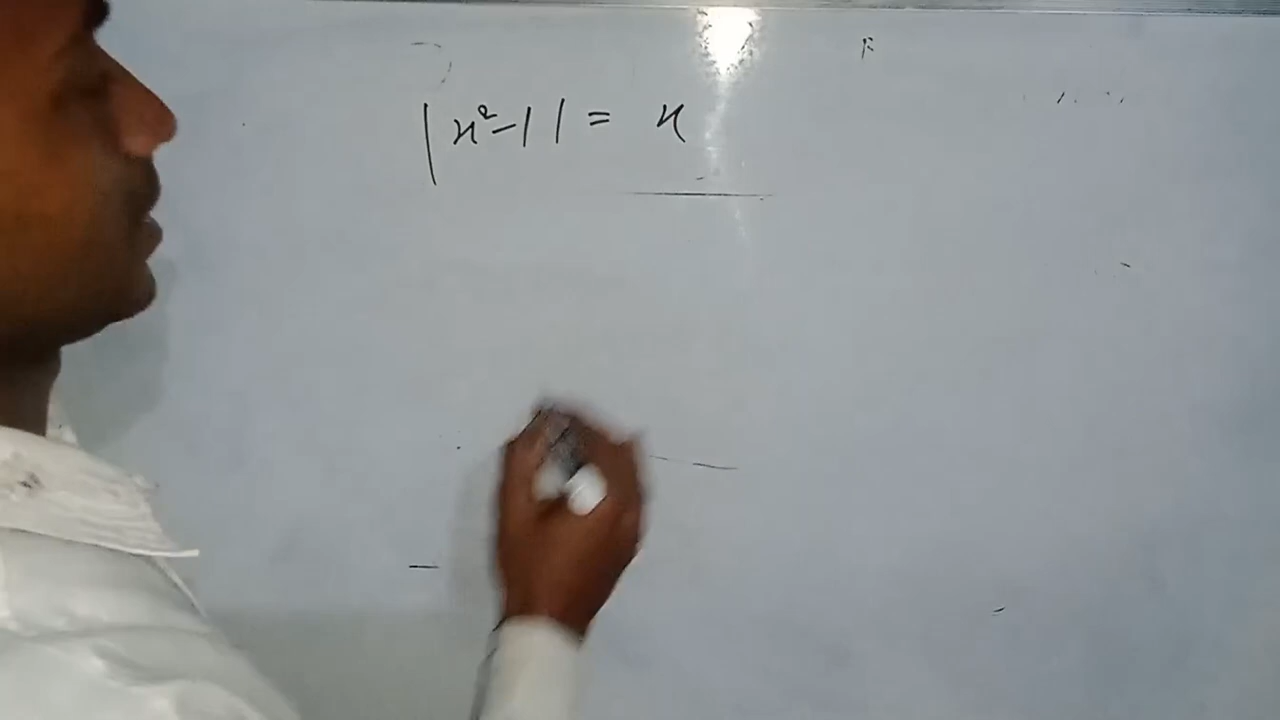 |x²-1| = x